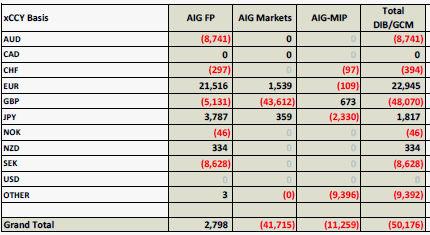 xCCY Basis AIG FP AIG Markets AIG-MIP Total DIB/GCM
AUD (8,741) 0 0 (8,741)
CAD 0 0 0 0
CHF (297) 0 (97) (394)
EUR 21,516 1,539 (109) 22,945
GBP (5,131) (43,612) 673 (48,070)
JPY 3,787 359 (2,330) 1,817
NOK (46) 0 0 (46)
NZD 334 0 0 334
SEK (8,628) 0 0 (8,628)
USD 0 0 0 0
OTHER 3 (0) (9,396) (9,392)
Grand Total 2,798 (41,715) (11,259) (50,176)